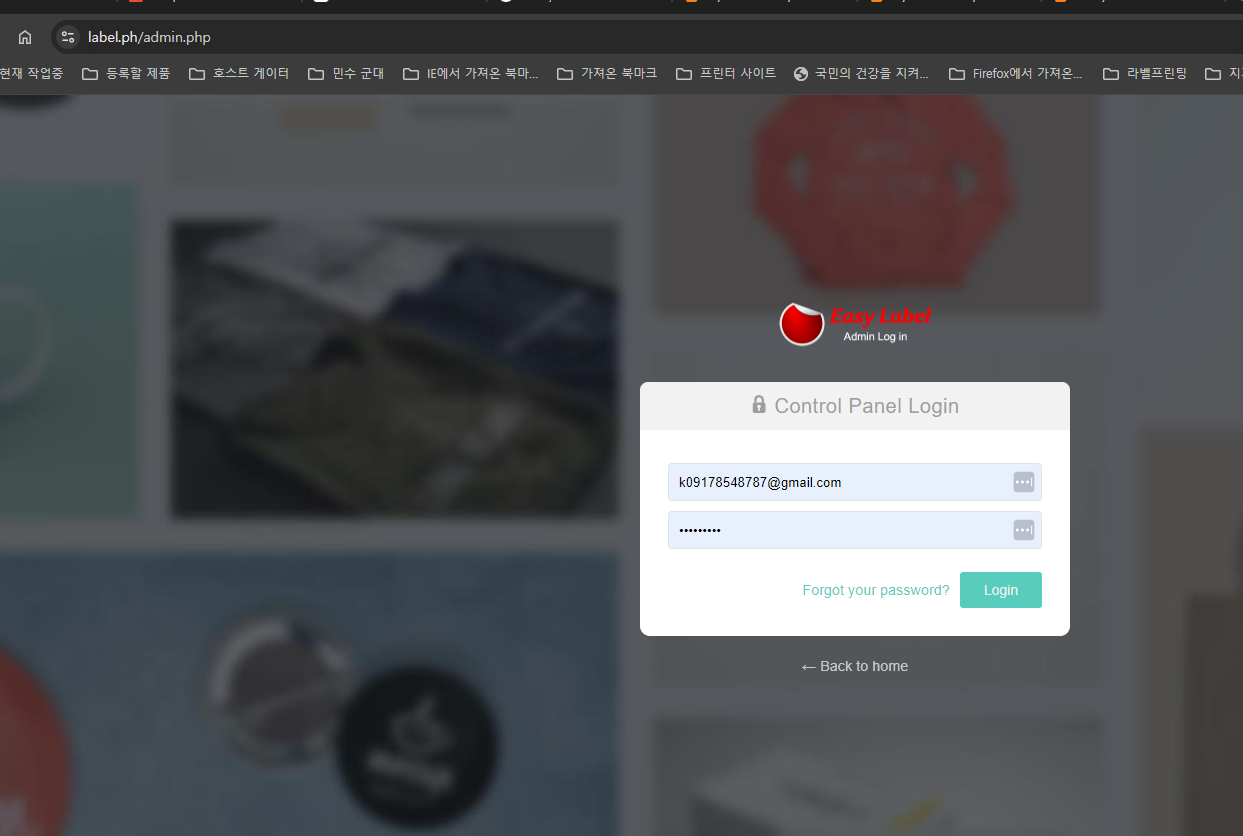 label.ph/admin.php
현재 작업중
등록할 제품
호스트 게이터
민수 군대
IE에서 가져온 북마...
가져온 북마크
프린터 사이트
국민의 건강을 지켜...
Firefox에서 가져온...
라벨프린팅
Easy Label
Admin Log in
Control Panel Login
k09178548787@gmail.com
•••••••••
Forgot your password?
Login
← Back to home